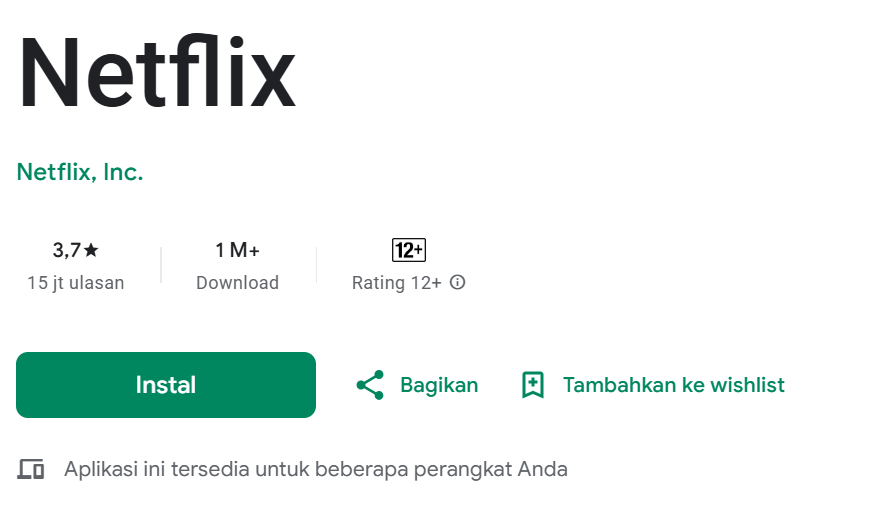 Netflix
Netflix, Inc.
3,7★ 1 M+ 12+
15 jt ulasan Download Rating 12+
Instal Bagikan Tambahkan ke wishlist
Aplikasi ini tersedia untuk beberapa perangkat Anda